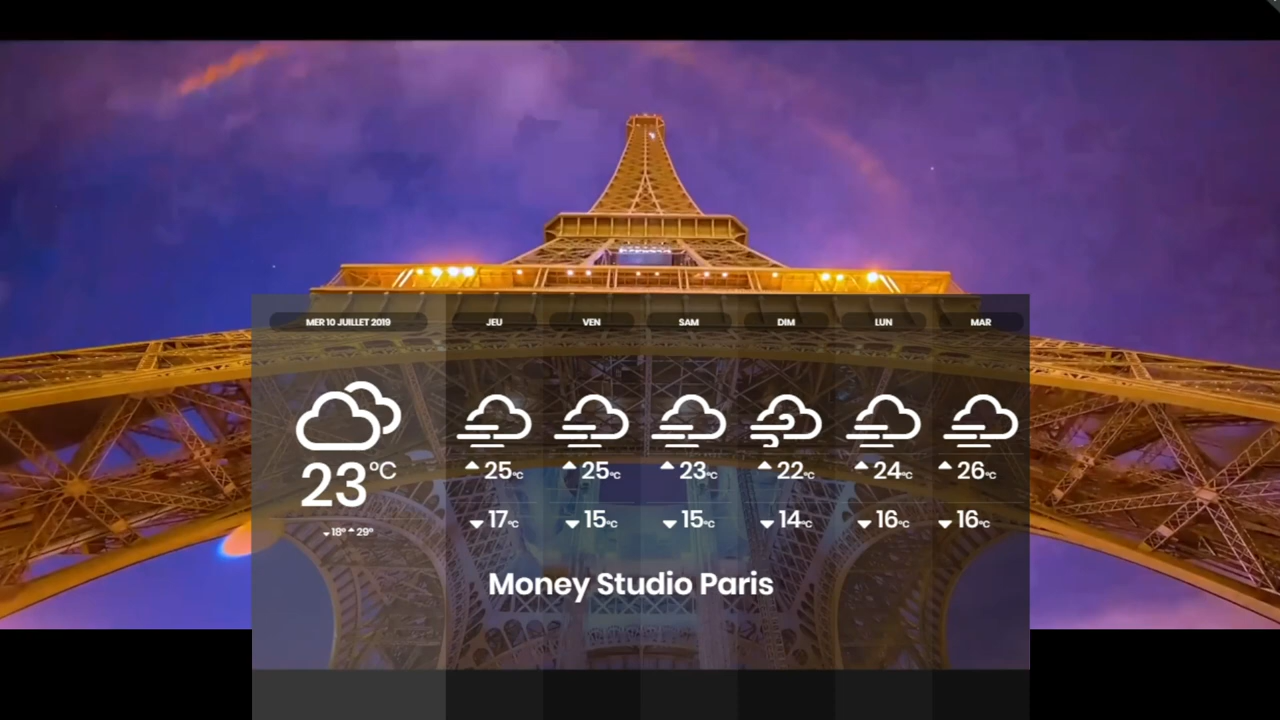 MER 10 JUILLET 2019 JEU VEN SAM DIM LUN MAR
23°C
25°C 25°C 23°C 22°C 24°C 26°C
17°C 15°C 15°C 14°C 16°C 16°C
18° 29°
Money Studio Paris